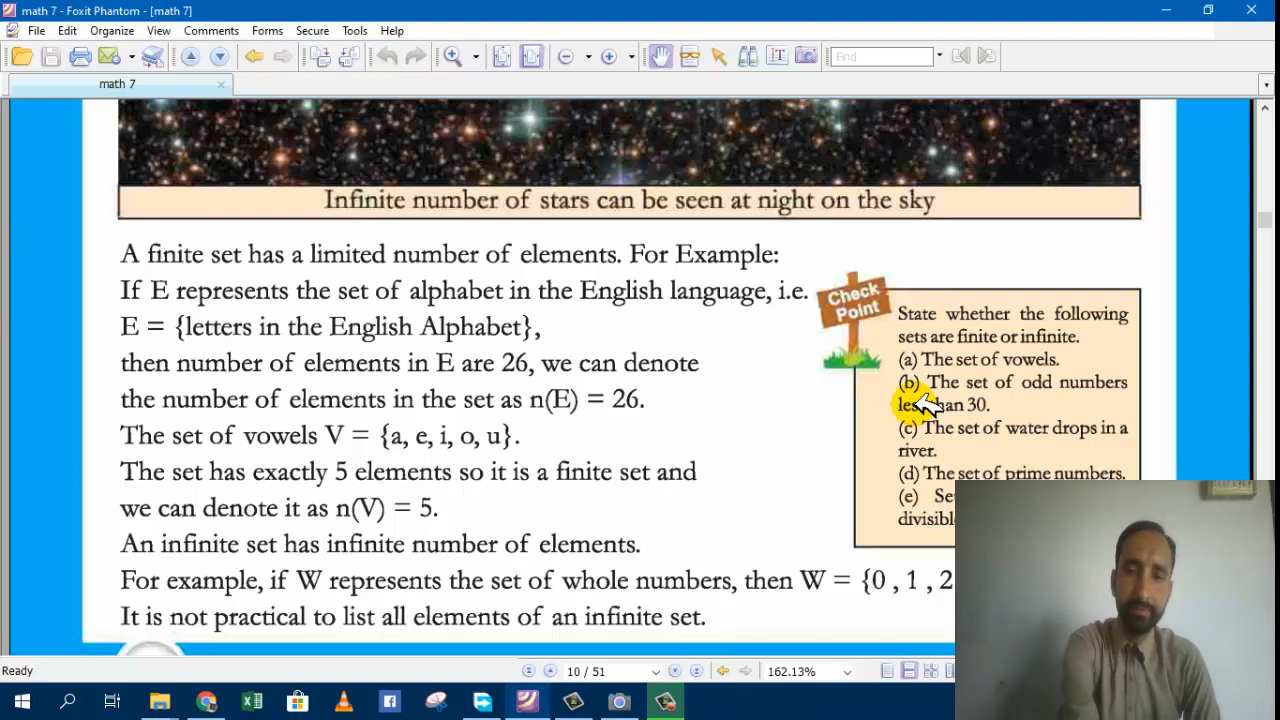 math 7 - Foxit Phantom - [math 7]
File Edit Organize View Comments Forms Secure Tools Help
Find
math 7
Infinite number of stars can be seen at night on the sky
A finite set has a limited number of elements. For Example:
If E represents the set of alphabet in the English language, i.e.
E = {letters in the English Alphabet},
then number of elements in E are 26, we can denote
the number of elements in the set as n(E) = 26.
The set of vowels V = {a, e, i, o, u}.
The set has exactly 5 elements so it is a finite set and
we can denote it as n(V) = 5.
An infinite set has infinite number of elements.
For example, if W represents the set of whole numbers, then W = {0 , 1 , 2
It is not practical to list all elements of an infinite set.
Check
Point
State whether the following
sets are finite or infinite.
(a) The set of vowels.
(b) The set of odd numbers
less than 30.
(c) The set of water drops in a
river.
(d) The set of prime numbers.
(e)
Ready
10 / 51
162.13%